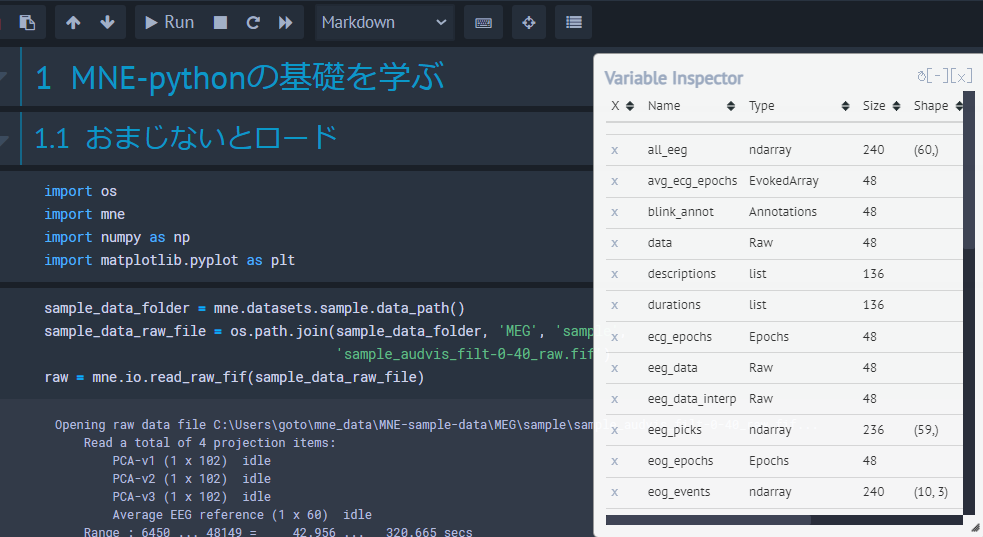 Run
Markdown
1 MNE-pythonの基礎を学ぶ
1.1 おまじないとロード
import os
import mne
import numpy as np
import matplotlib.pyplot as plt
sample_data_folder = mne.datasets.sample.data_path()
sample_data_raw_file = os.path.join(sample_data_folder, 'MEG', 'samp
'sample_audvis_filt-0-40_raw.fif
raw = mne.io.read_raw_fif(sample_data_raw_file)
Opening raw data file C:\Users\goto\mne_data\MNE-sample-data\MEG\sample\sam
Read a total of 4 projection items:
PCA-v1 (1 x 102) idle
PCA-v2 (1 x 102) idle
PCA-v3 (1 x 102) idle
Average EEG reference (1 x 60) idle
Range : 6450 ... 48149 = 42.956 ... 320.665 secs
Variable Inspector
↻[-][x]
X Name Type Size Shape
x all_eeg ndarray 240 (60,)
x avg_ecg_epochs EvokedArray 48
x blink_annot Annotations 48
x data Raw 48
x descriptions list 136
x durations list 136
x ecg_epochs Epochs 48
x eeg_data Raw 48
x eeg_data_interp Raw 48
x eeg_picks ndarray 236 (59,)
x eog_epochs Epochs 48
x eog_events ndarray 240 (10, 3)